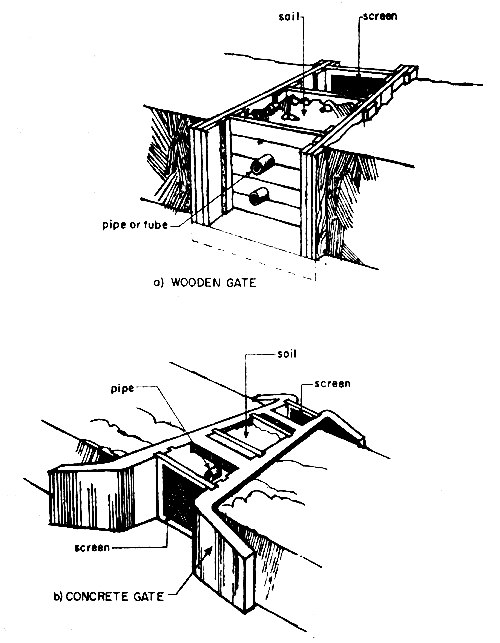 soil
screen
pipe or tube
a) WOODEN GATE
soil
pipe
screen
screen
b) CONCRETE GATE